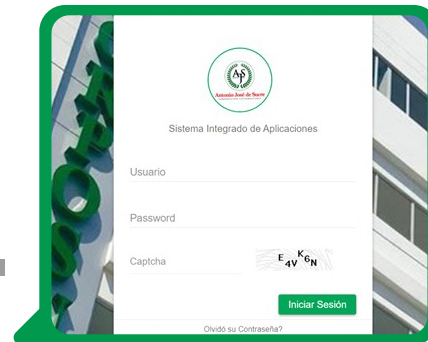 Antonio José de Sucre
Sistema Integrado de Aplicaciones
Usuario
Password
Captcha
E4VK6N
Iniciar Sesión
Olvidó su Contraseña?